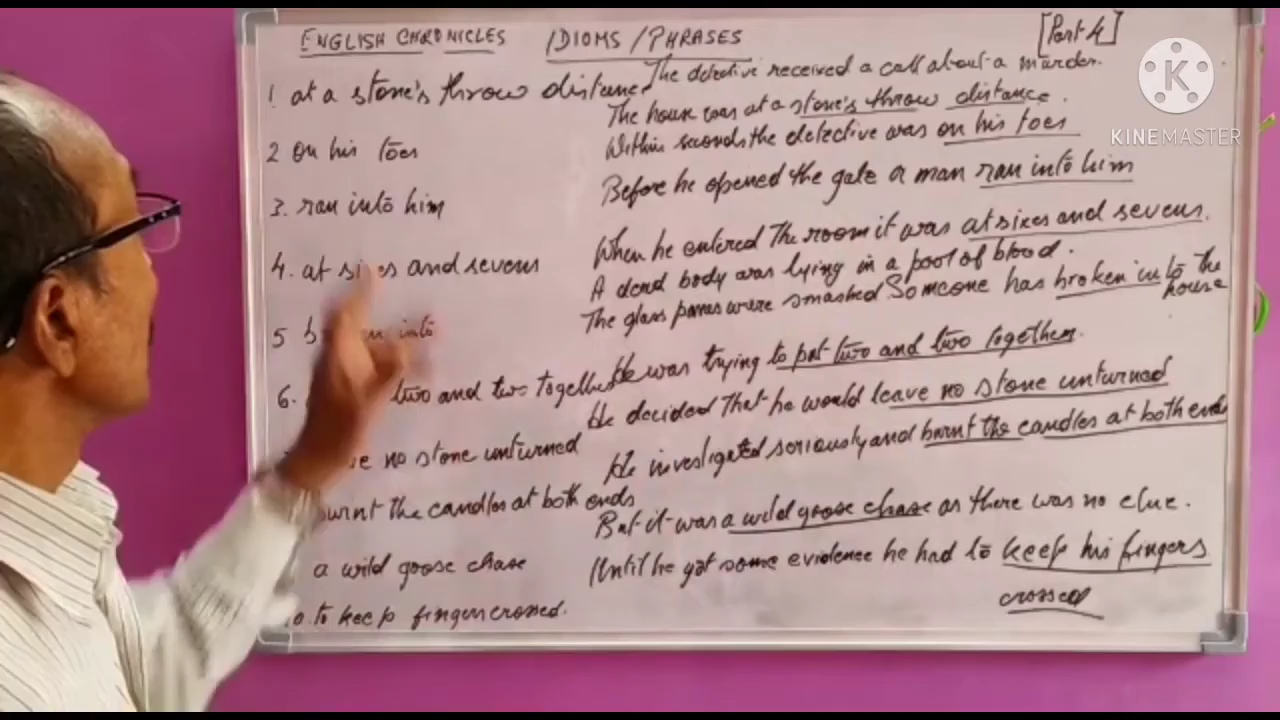 ENGLISH CHRONICLES IDIOMS/PHRASES [Part 4]
1. at a stone's throw distance
2 on his toes
3. ran into him
4. at sixes and sevens
5 into
6. two and two together
no stone unturned
burnt the candles at both ends
a wild goose chase
to keep finger crossed.
The detective received a call about a murder.
The house was at a stone's throw distance.
Within seconds the detective was on his toes
Before he opened the gate a man ran into him
When he entered the room it was at sixes and sevens.
A dead body was lying in a pool of blood.
The glass panes were smashed Someone has broken into the
house
He was trying to put two and two together.
He decided that he would leave no stone unturned
He investigated seriously and burnt the candles at both ends
But it was a wild goose chase as there was no clue.
Until he got some evidence he had to keep his fingers
crossed
K
KINEMASTER